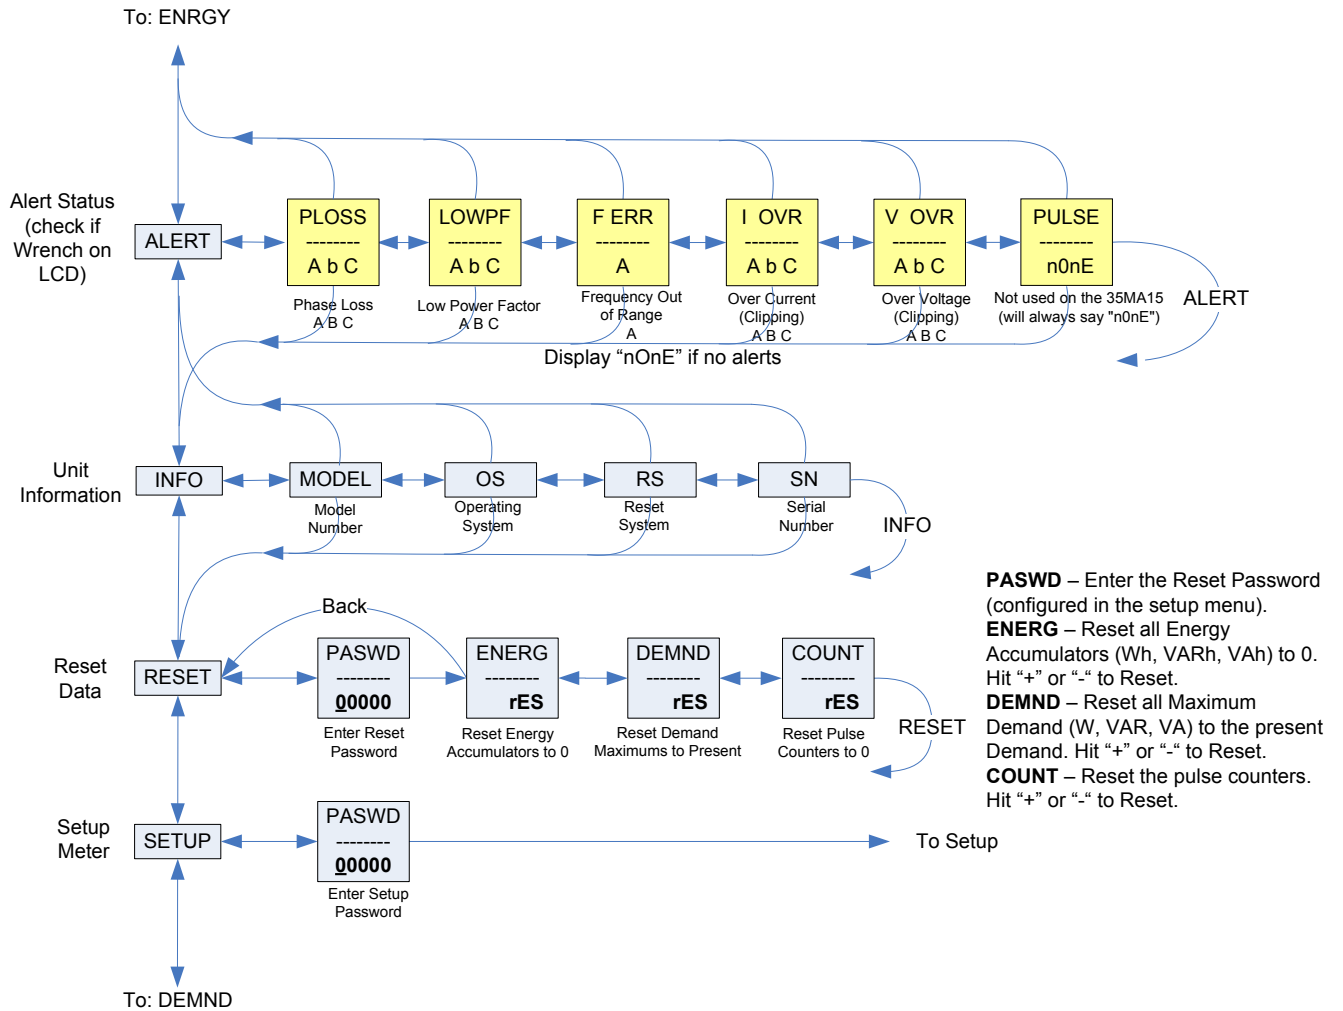 To: ENRGY
Alert Status
(check if
Wrench on
LCD)
ALERT
PLOSS
--------
A b C
Phase Loss
A B C
LOWPF
--------
A b C
Low Power Factor
A B C
F ERR
--------
A
Frequency Out
of Range
A
I OVR
--------
A b C
Over Current
(Clipping)
A B C
V OVR
--------
A b C
Over Voltage
(Clipping)
A B C
PULSE
--------
n0nE
Not used on the 35MA15
(will always say "n0nE")
ALERT
Display “nOnE” if no alerts
Unit
Information
INFO
MODEL
Model
Number
OS
Operating
System
RS
Reset
System
SN
Serial
Number
INFO
Back
Reset
Data
RESET
PASWD
--------
00000
Enter Reset
Password
ENERG
--------
rES
Reset Energy
Accumulators to 0
DEMND
--------
rES
Reset Demand
Maximums to Present
COUNT
--------
rES
Reset Pulse
Counters to 0
RESET
PASWD – Enter the Reset Password
(configured in the setup menu).
ENERG – Reset all Energy
Accumulators (Wh, VARh, VAh) to 0.
Hit “+” or “-“ to Reset.
DEMND – Reset all Maximum
Demand (W, VAR, VA) to the present
Demand. Hit “+” or “-“ to Reset.
COUNT – Reset the pulse counters.
Hit “+” or “-“ to Reset.
Setup
Meter
SETUP
PASWD
--------
00000
Enter Setup
Password
To Setup
To: DEMND